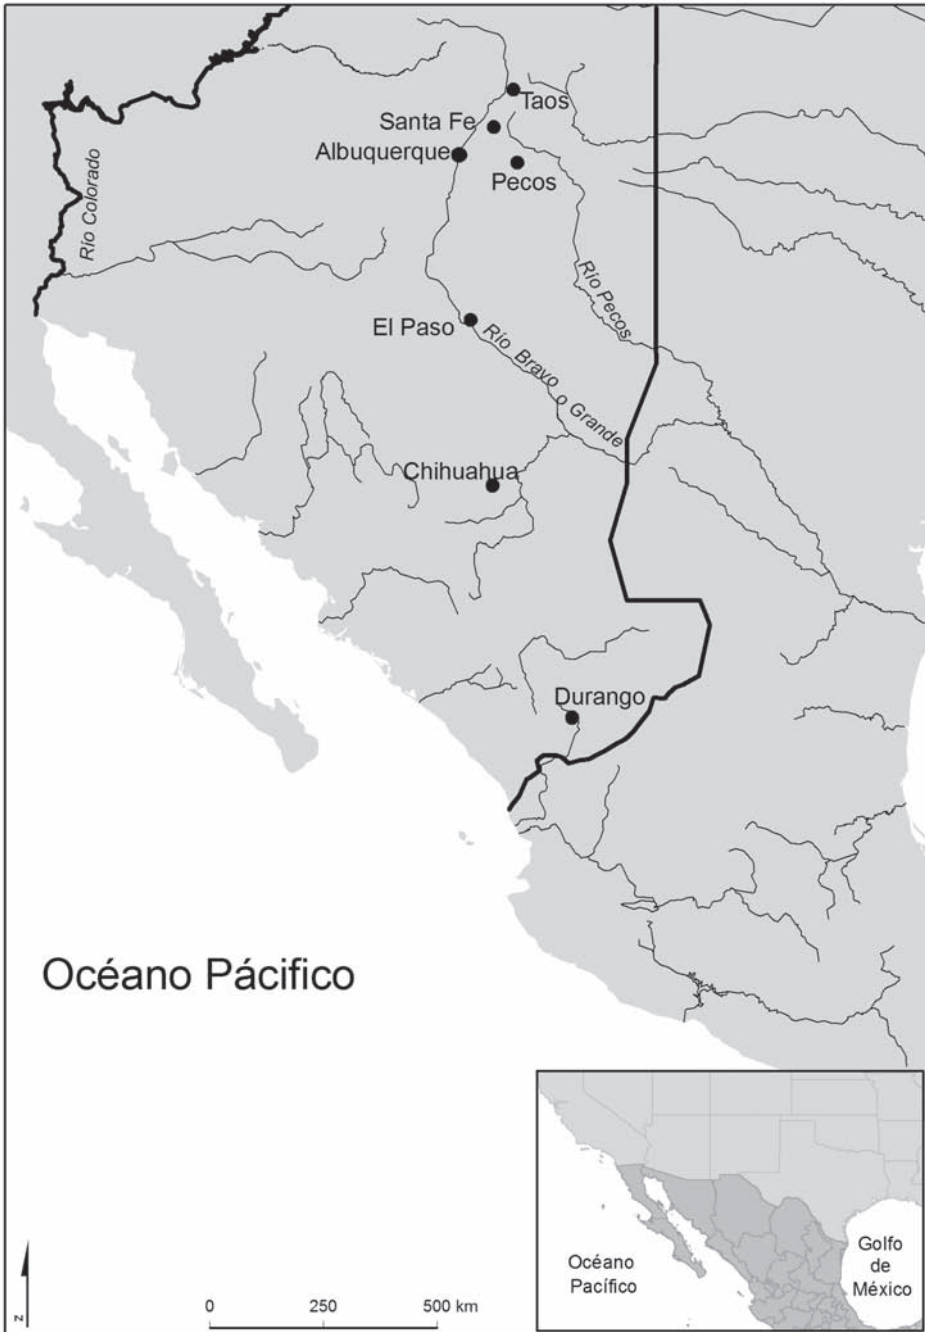 Taos
Santa Fe
Albuquerque
Pecos
Río Colorado
Río Pecos
El Paso
Río Bravo o Grande
Chihuahua
Durango
Océano Pácifico
Golfo
de
México
Océano
Pacífico
N
0 250 500 km